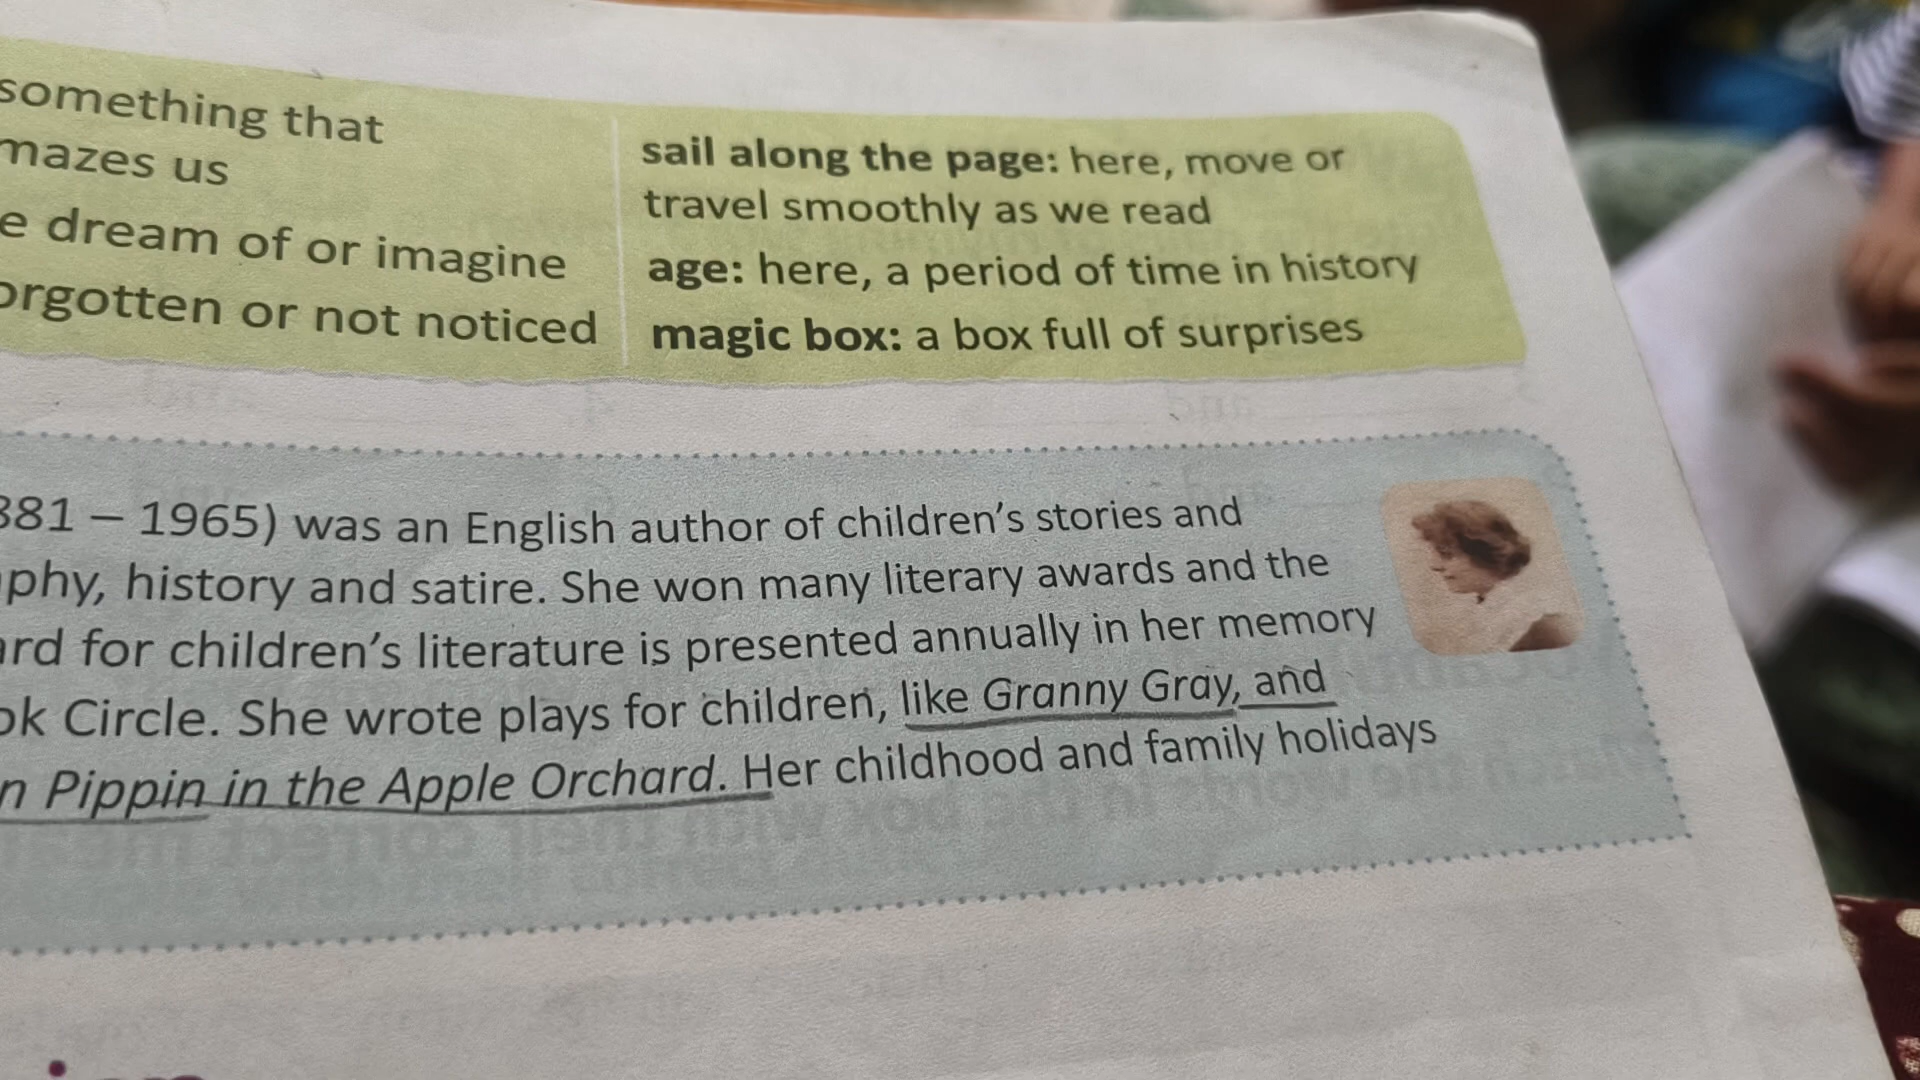 something that
mazes us
e dream of or imagine
orgotten or not noticed
sail along the page: here, move or
travel smoothly as we read
age: here, a period of time in history
magic box: a box full of surprises
881 – 1965) was an English author of children's stories and
phy, history and satire. She won many literary awards and the
ard for children's literature is presented annually in her memory
ok Circle. She wrote plays for children, like Granny Gray, and
n Pippin in the Apple Orchard. Her childhood and family holidays